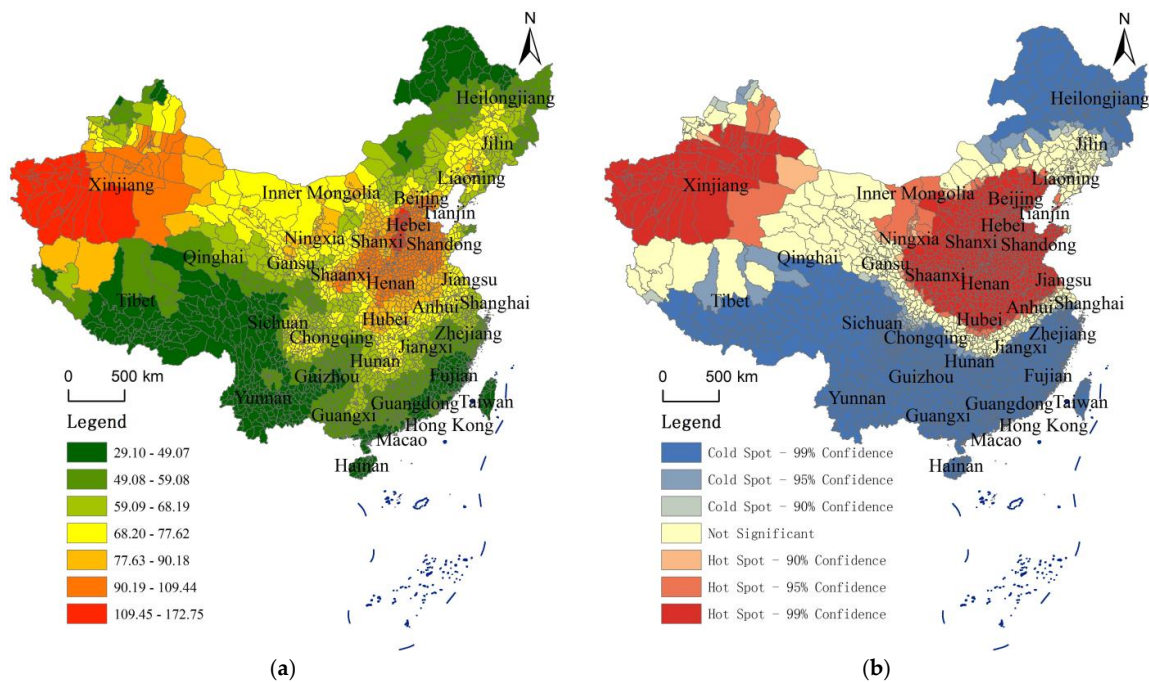 N
Heilongjiang
Jilin
Liaoning
Xinjiang
Inner Mongolia
Beijing
Tianjin
Hebei
Ningxia
Shanxi
Shandong
Qinghai
Gansu
Shaanxi
Henan
Jiangsu
Tibet
Anhui
Shanghai
Hubei
Sichuan
Zhejiang
Chongqing
Jiangxi
Hunan
0 500 km
Guizhou
Fujian
Yunnan
Guangdong
Taiwan
Guangxi
Hong Kong
Macao
Hainan
Legend
29.10 - 49.07
49.08 - 59.08
59.09 - 68.19
68.20 - 77.62
77.63 - 90.18
90.19 - 109.44
109.45 - 172.75
(a)
N
Heilongjiang
Jilin
Liaoning
Xinjiang
Inner Mongolia
Beijing
Tianjin
Hebei
Ningxia
Shanxi
Shandong
Qinghai
Gansu
Shaanxi
Henan
Jiangsu
Tibet
Anhui
Shanghai
Hubei
Sichuan
Zhejiang
Chongqing
Jiangxi
Hunan
0 500 km
Guizhou
Fujian
Yunnan
Guangdong
Taiwan
Guangxi
Hong Kong
Macao
Hainan
Legend
Cold Spot - 99% Confidence
Cold Spot - 95% Confidence
Cold Spot - 90% Confidence
Not Significant
Hot Spot - 90% Confidence
Hot Spot - 95% Confidence
Hot Spot - 99% Confidence
(b)